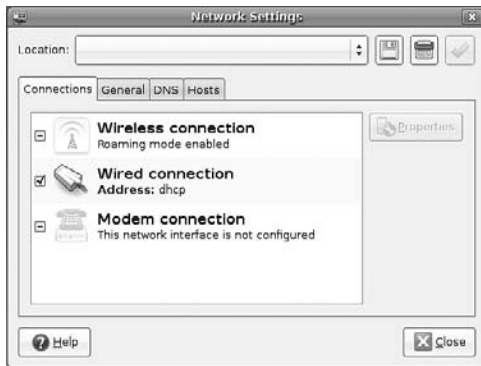 Network Settings
Location:
Connections General DNS Hosts
Wireless connection
Roaming mode enabled
Properties
Wired connection
Address: dhcp
Modem connection
This network interface is not configured
Help
Close